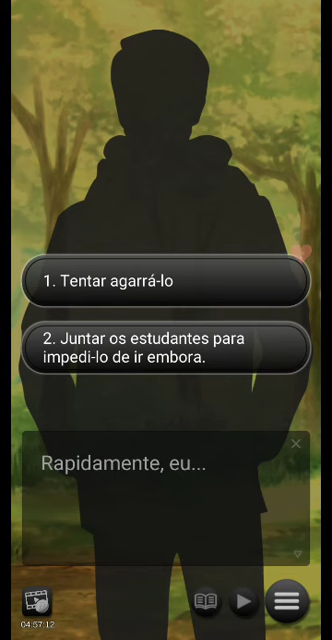 1. Tentar agarrá-lo
2. Juntar os estudantes para
impedi-lo de ir embora.
Rapidamente, eu...
04:57:12